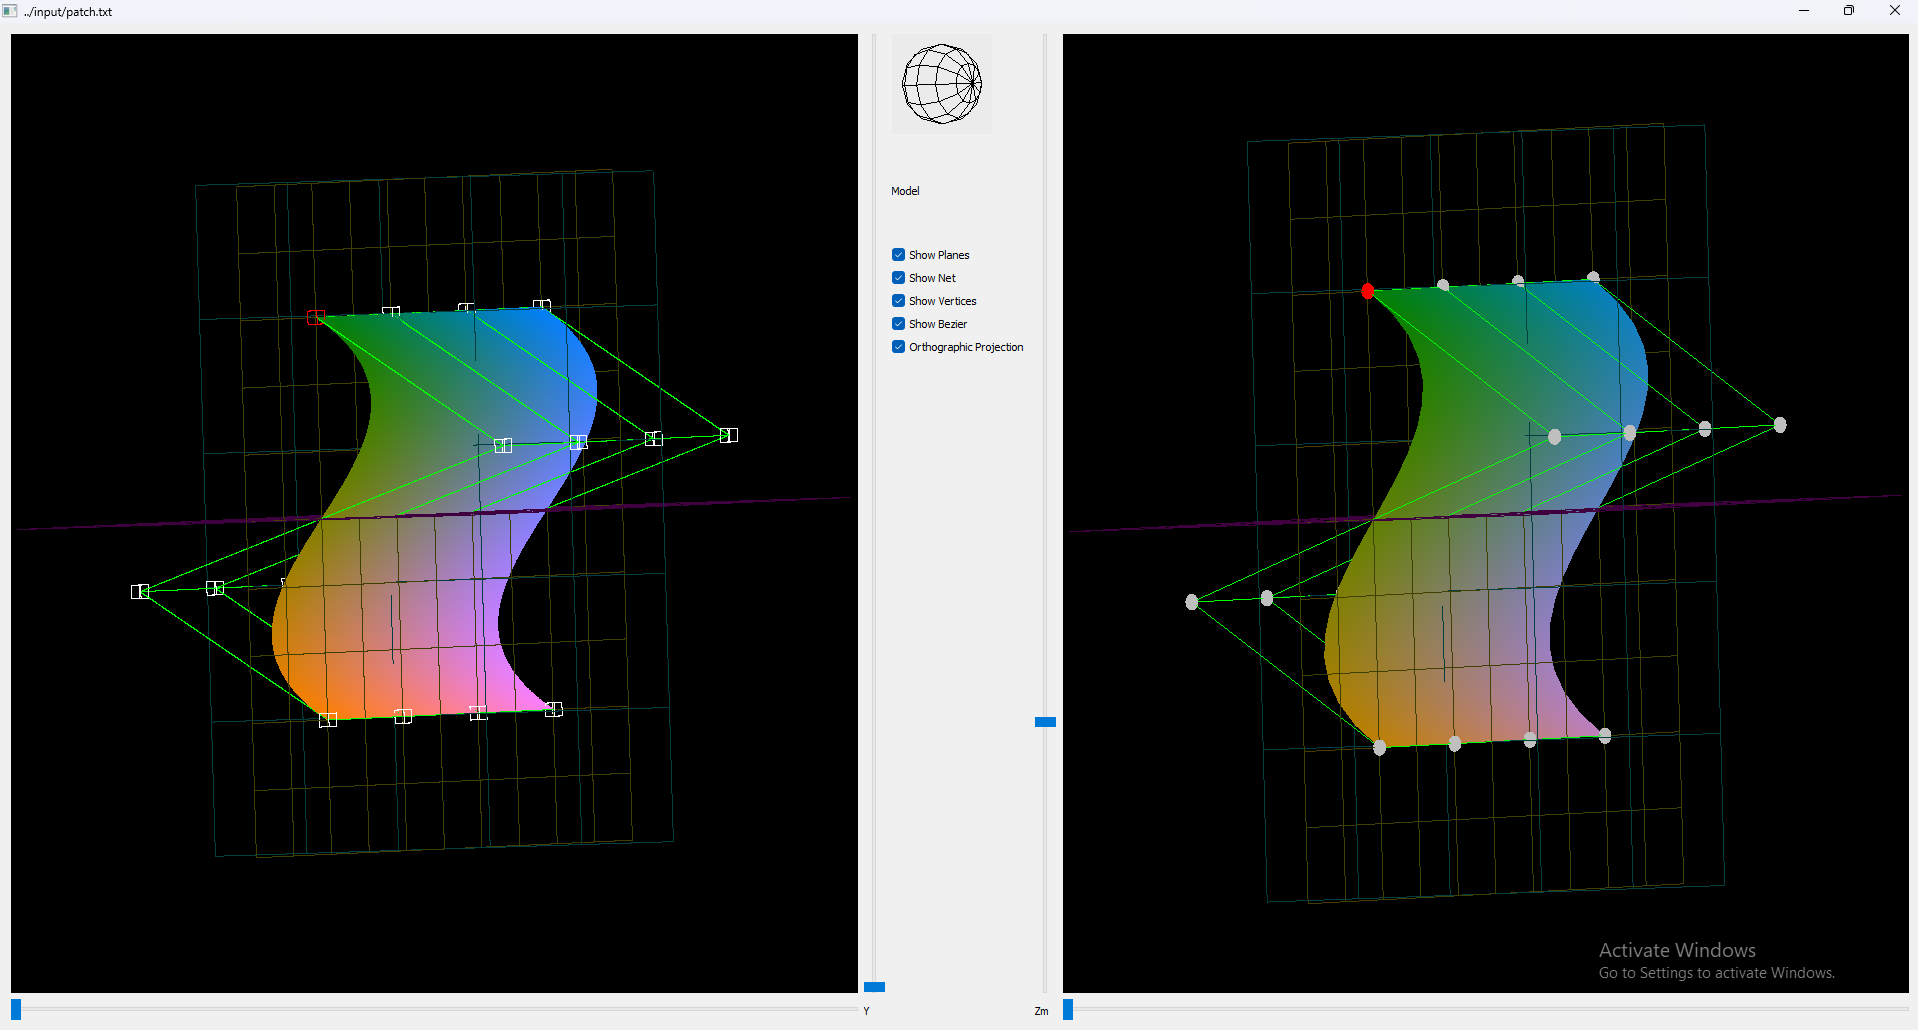 ../input/patch.txt
Model
Show Planes
Show Net
Show Vertices
Show Bezier
Orthographic Projection
Activate Windows
Go to Settings to activate Windows.
Y
Zm